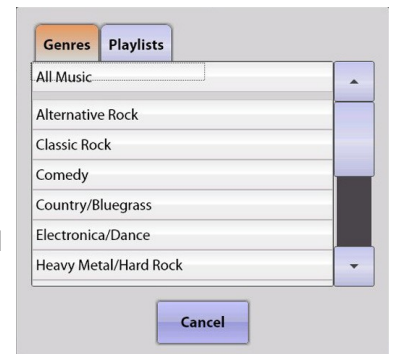 Genres Playlists
All Music
Alternative Rock
Classic Rock
Comedy
Country/Bluegrass
Electronica/Dance
Heavy Metal/Hard Rock
Cancel